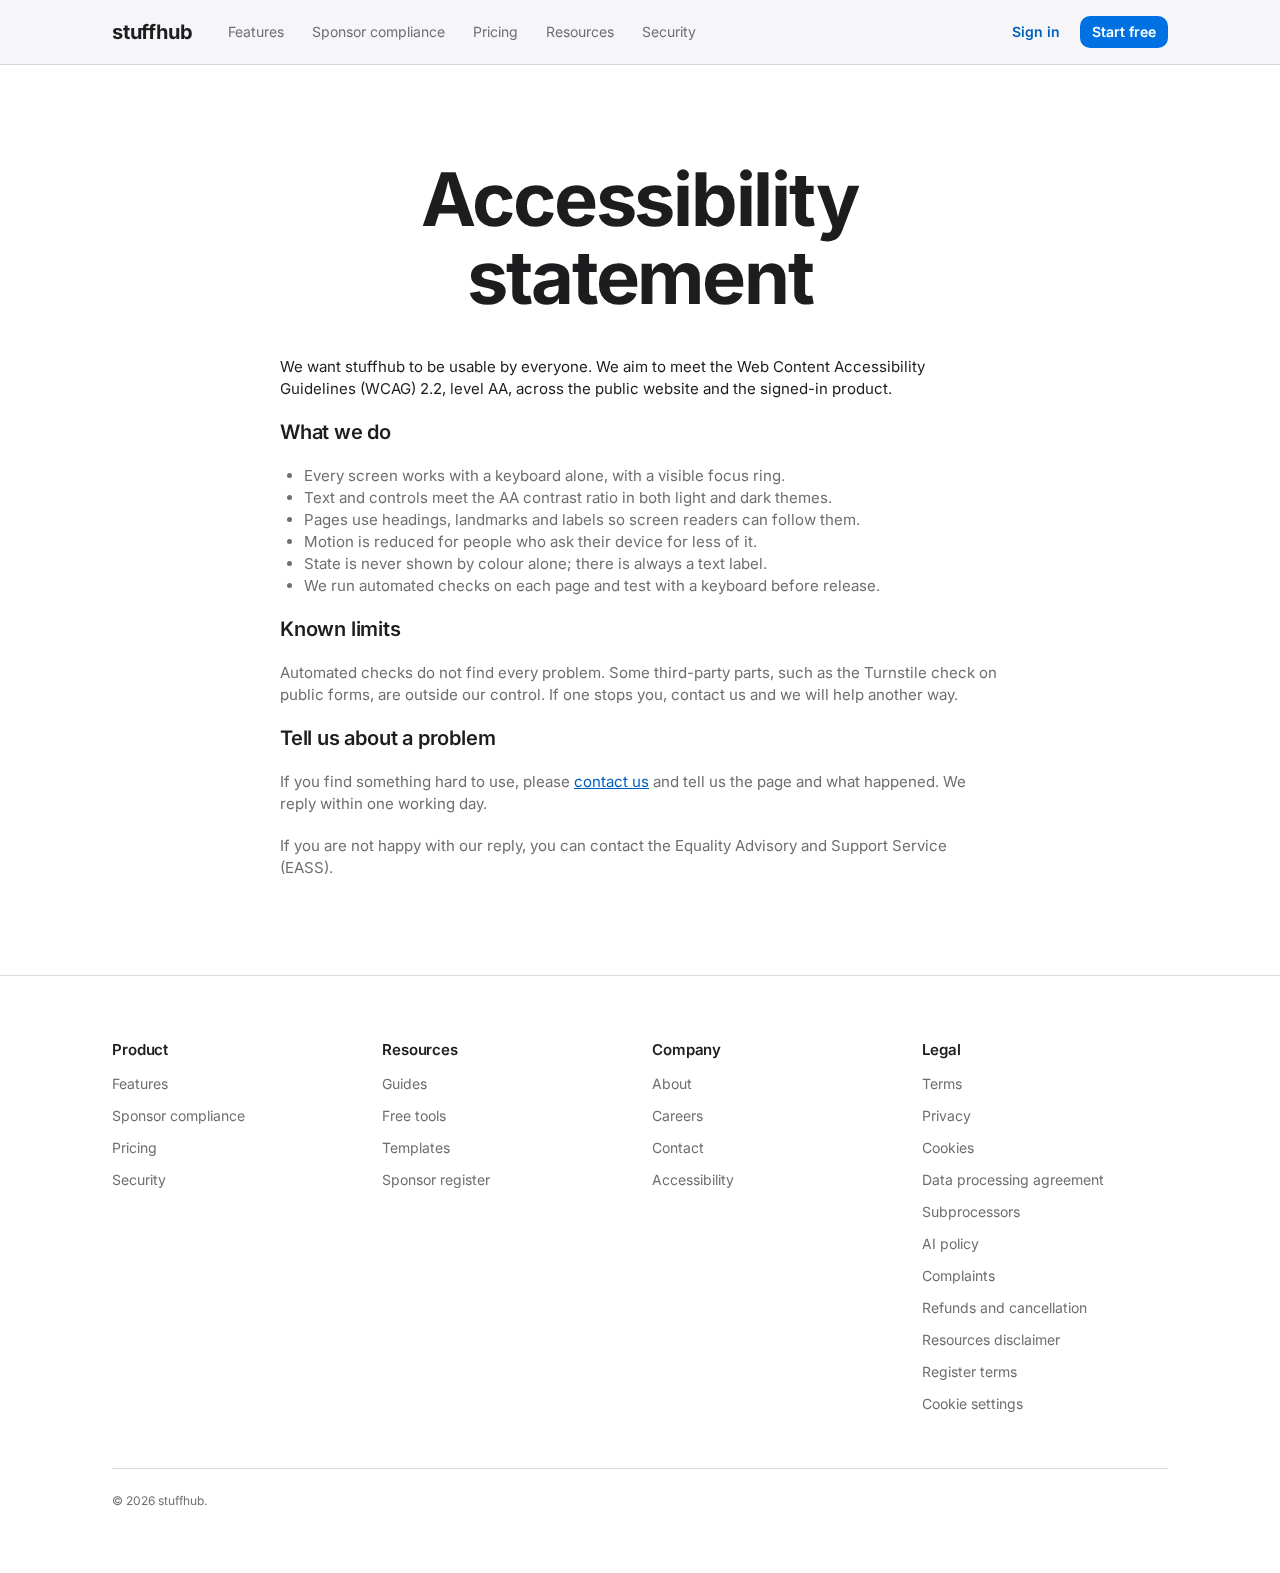 stuffhub
Features
Sponsor compliance
Pricing
Resources
Security
Sign in
Start free
Accessibility
statement
We want stuffhub to be usable by everyone. We aim to meet the Web Content Accessibility
Guidelines (WCAG) 2.2, level AA, across the public website and the signed-in product.
What we do
• Every screen works with a keyboard alone, with a visible focus ring.
• Text and controls meet the AA contrast ratio in both light and dark themes.
• Pages use headings, landmarks and labels so screen readers can follow them.
• Motion is reduced for people who ask their device for less of it.
• State is never shown by colour alone; there is always a text label.
• We run automated checks on each page and test with a keyboard before release.
Known limits
Automated checks do not find every problem. Some third-party parts, such as the Turnstile check on
public forms, are outside our control. If one stops you, contact us and we will help another way.
Tell us about a problem
If you find something hard to use, please contact us and tell us the page and what happened. We
reply within one working day.
If you are not happy with our reply, you can contact the Equality Advisory and Support Service
(EASS).
Product
Features
Sponsor compliance
Pricing
Security
Resources
Guides
Free tools
Templates
Sponsor register
Company
About
Careers
Contact
Accessibility
Legal
Terms
Privacy
Cookies
Data processing agreement
Subprocessors
AI policy
Complaints
Refunds and cancellation
Resources disclaimer
Register terms
Cookie settings
© 2026 stuffhub.